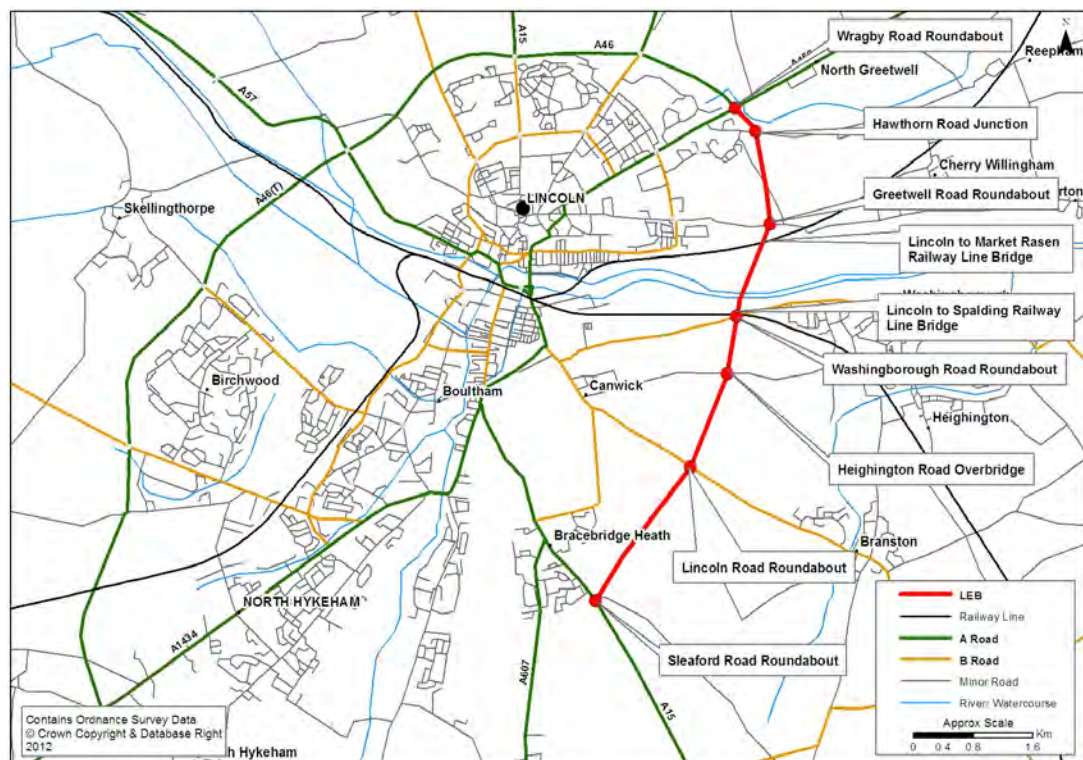 N
A15
A46
Wragby Road Roundabout
Reepham
North Greetwell
A57
Hawthorn Road Junction
Cherry Willingham
A46(T)
LINCOLN
Greetwell Road Roundabout
Skellingthorpe
Lincoln to Market Rasen
Railway Line Bridge
Lincoln to Spalding Railway
Line Bridge
Washingborough Road Roundabout
Birchwood
Boultham
Canwick
Heighington
Heighington Road Overbridge
Bracebridge Heath
Branston
Lincoln Road Roundabout
NORTH HYKEHAM
A1434
Sleaford Road Roundabout
A607
A15
LEB
Railway Line
A Road
B Road
Minor Road
River/ Watercourse
Approx Scale
Km
0 0.4 0.8 1.6
Contains Ordnance Survey Data
© Crown Copyright & Database Right
2012
Hykeham